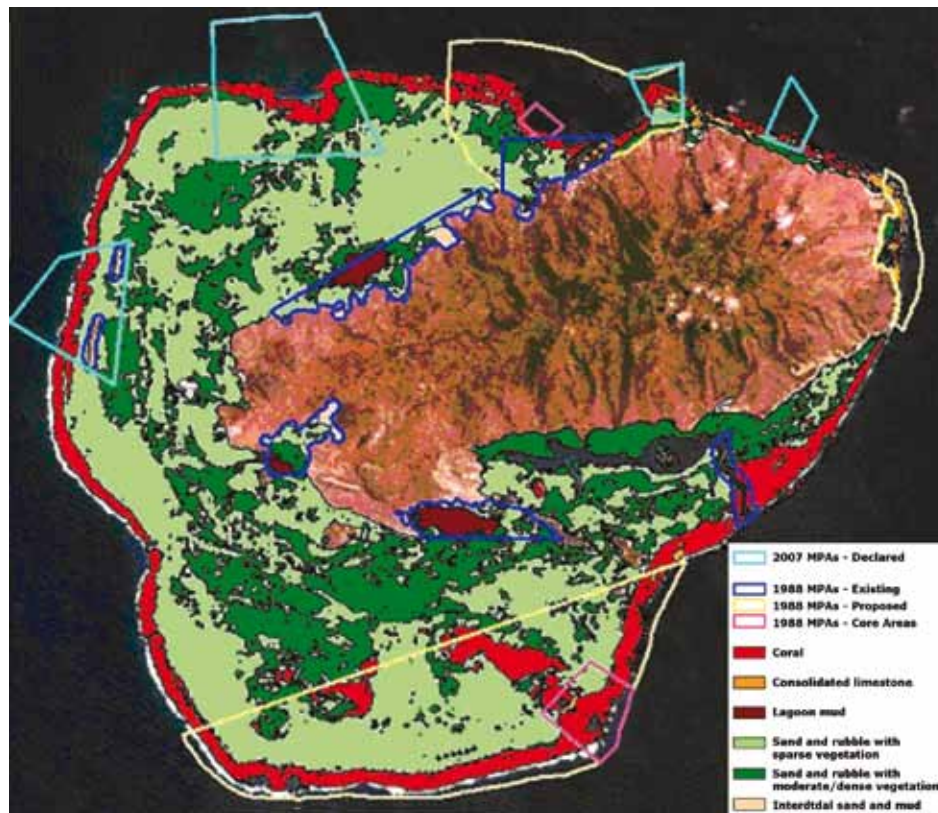 2007 MPAs - Declared
1988 MPAs - Existing
1988 MPAs - Proposed
1988 MPAs - Core Areas
Coral
Consolidated limestone
Lagoon mud
Sand and rubble with
sparse vegetation
Sand and rubble with
moderate/dense vegetation
Interdtdal sand and mud